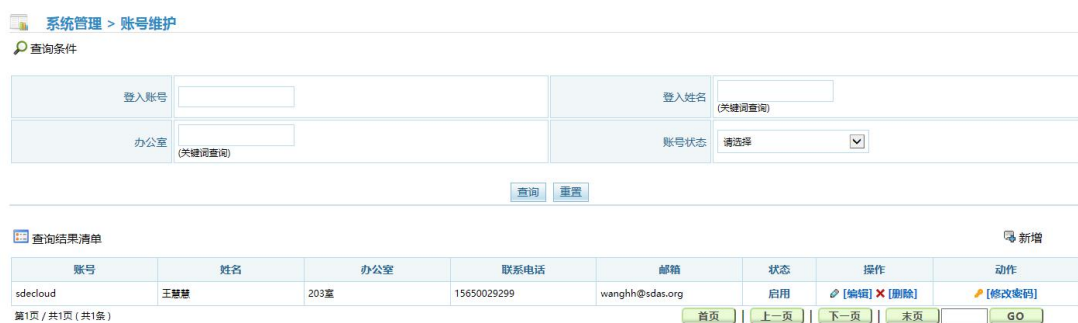 系统管理 > 账号维护
查询条件
登入账号 登入姓名
(关键词查询)
办公室 账号状态 请选择
(关键词查询)
查询 重置
查询结果清单 新增
账号 姓名 办公室 联系电话 邮箱 状态 操作 动作
sdecloud 王慧慧 203室 15650029299 wanghh@sdas.org 启用 [编辑] [删除] [修改密码]
第1页 / 共1页 ( 共1条 ) 首页 | 上一页 | 下一页 | 末页 GO